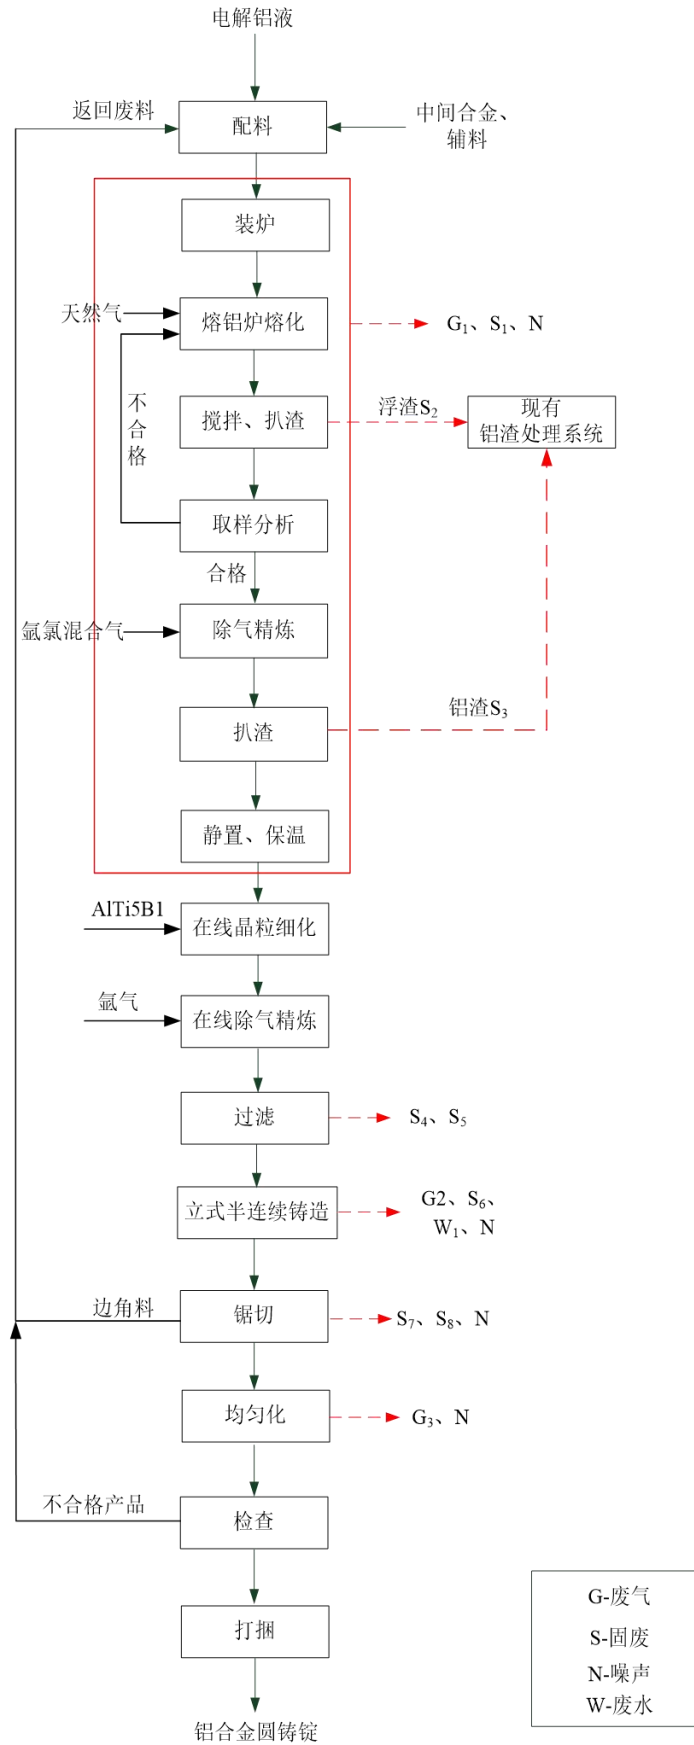 电解铝液
返回废料
配料
中间合金、
辅料
装炉
天然气
熔铝炉熔化
G₁、S₁、N
不
合
格
搅拌、扒渣
浮渣S₂
现有
铝渣处理系统
取样分析
合格
氩氯混合气
除气精炼
扒渣
铝渣S₃
静置、保温
AlTi5B1
在线晶粒细化
氩气
在线除气精炼
过滤
S₄、S₅
立式半连续铸造
G2、S₆、
W₁、N
边角料
锯切
S₇、S₈、N
均匀化
G₃、N
不合格产品
检查
打捆
铝合金圆铸锭
G-废气
S-固废
N-噪声
W-废水